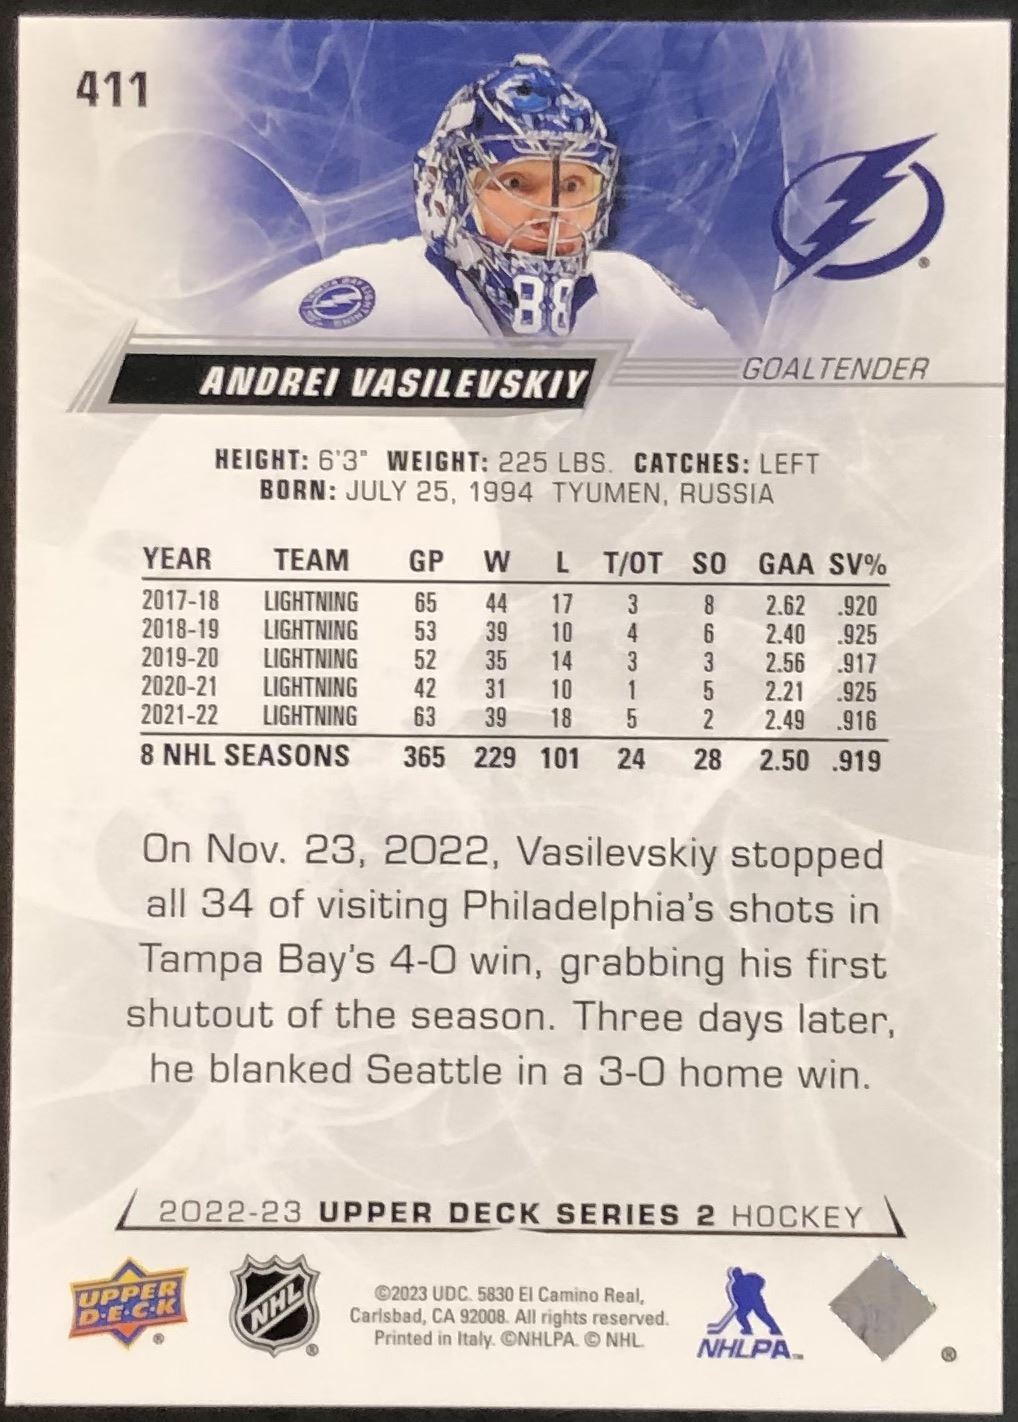 411
88
ANDREI VASILEVSKIY
GOALTENDER
HEIGHT: 6'3" WEIGHT: 225 LBS. CATCHES: LEFT
BORN: JULY 25, 1994 TYUMEN, RUSSIA
YEAR TEAM GP W L T/OT SO GAA SV%
2017-18 LIGHTNING 65 44 17 3 8 2.62 .920
2018-19 LIGHTNING 53 39 10 4 6 2.40 .925
2019-20 LIGHTNING 52 35 14 3 3 2.56 .917
2020-21 LIGHTNING 42 31 10 1 5 2.21 .925
2021-22 LIGHTNING 63 39 18 5 2 2.49 .916
8 NHL SEASONS 365 229 101 24 28 2.50 .919
On Nov. 23, 2022, Vasilevskiy stopped
all 34 of visiting Philadelphia's shots in
Tampa Bay's 4-0 win, grabbing his first
shutout of the season. Three days later,
he blanked Seattle in a 3-0 home win.
2022-23 UPPER DECK SERIES 2 HOCKEY
UPPER
D·E·C·K
®
NHL
®
©2023 UDC. 5830 El Camino Real,
Carlsbad, CA 92008. All rights reserved.
Printed in Italy. ©NHLPA. © NHL.
NHLPA™
®